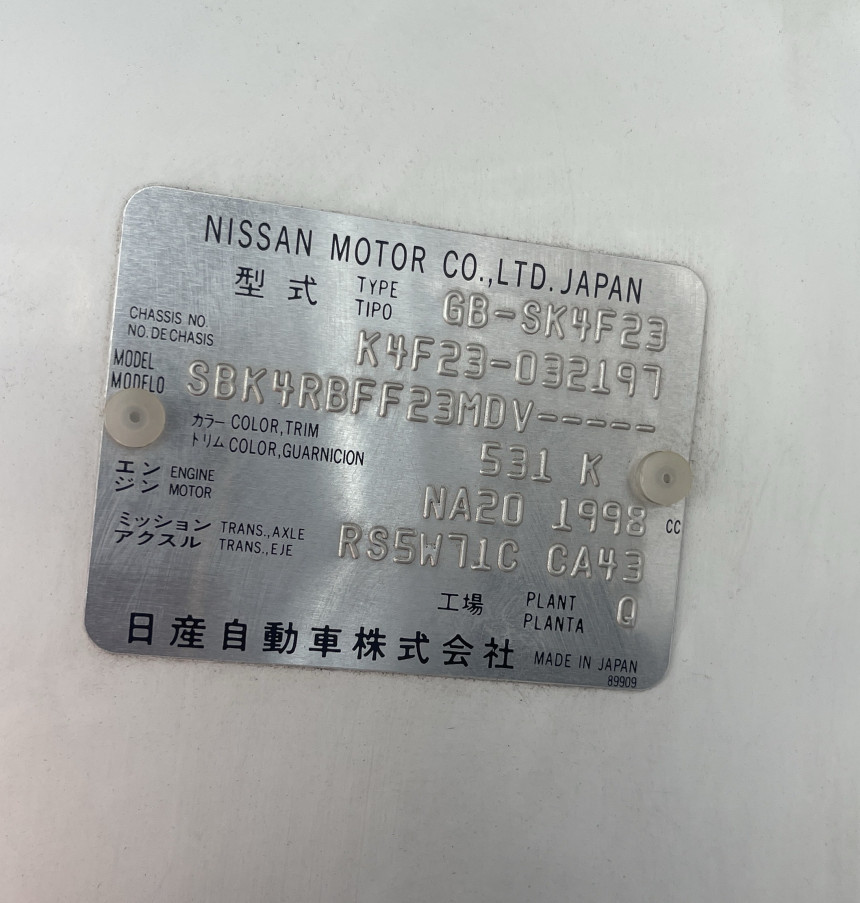 NISSAN MOTOR CO.,LTD. JAPAN
型式 TYPE TIPO GB-SK4F23
CHASSIS NO. NO. DE CHASIS K4F23-032197
MODEL MODELO SBK4RBFF23MDV-----
カラー COLOR,TRIM
トリム COLOR,GUARNICION 531 K
エンジン ENGINE MOTOR NA20 1998 CC
ミッション アクスル TRANS.,AXLE TRANS.,EJE RS5W71C CA43
工場 PLANT PLANTA Q
日産自動車株式会社 MADE IN JAPAN
89909